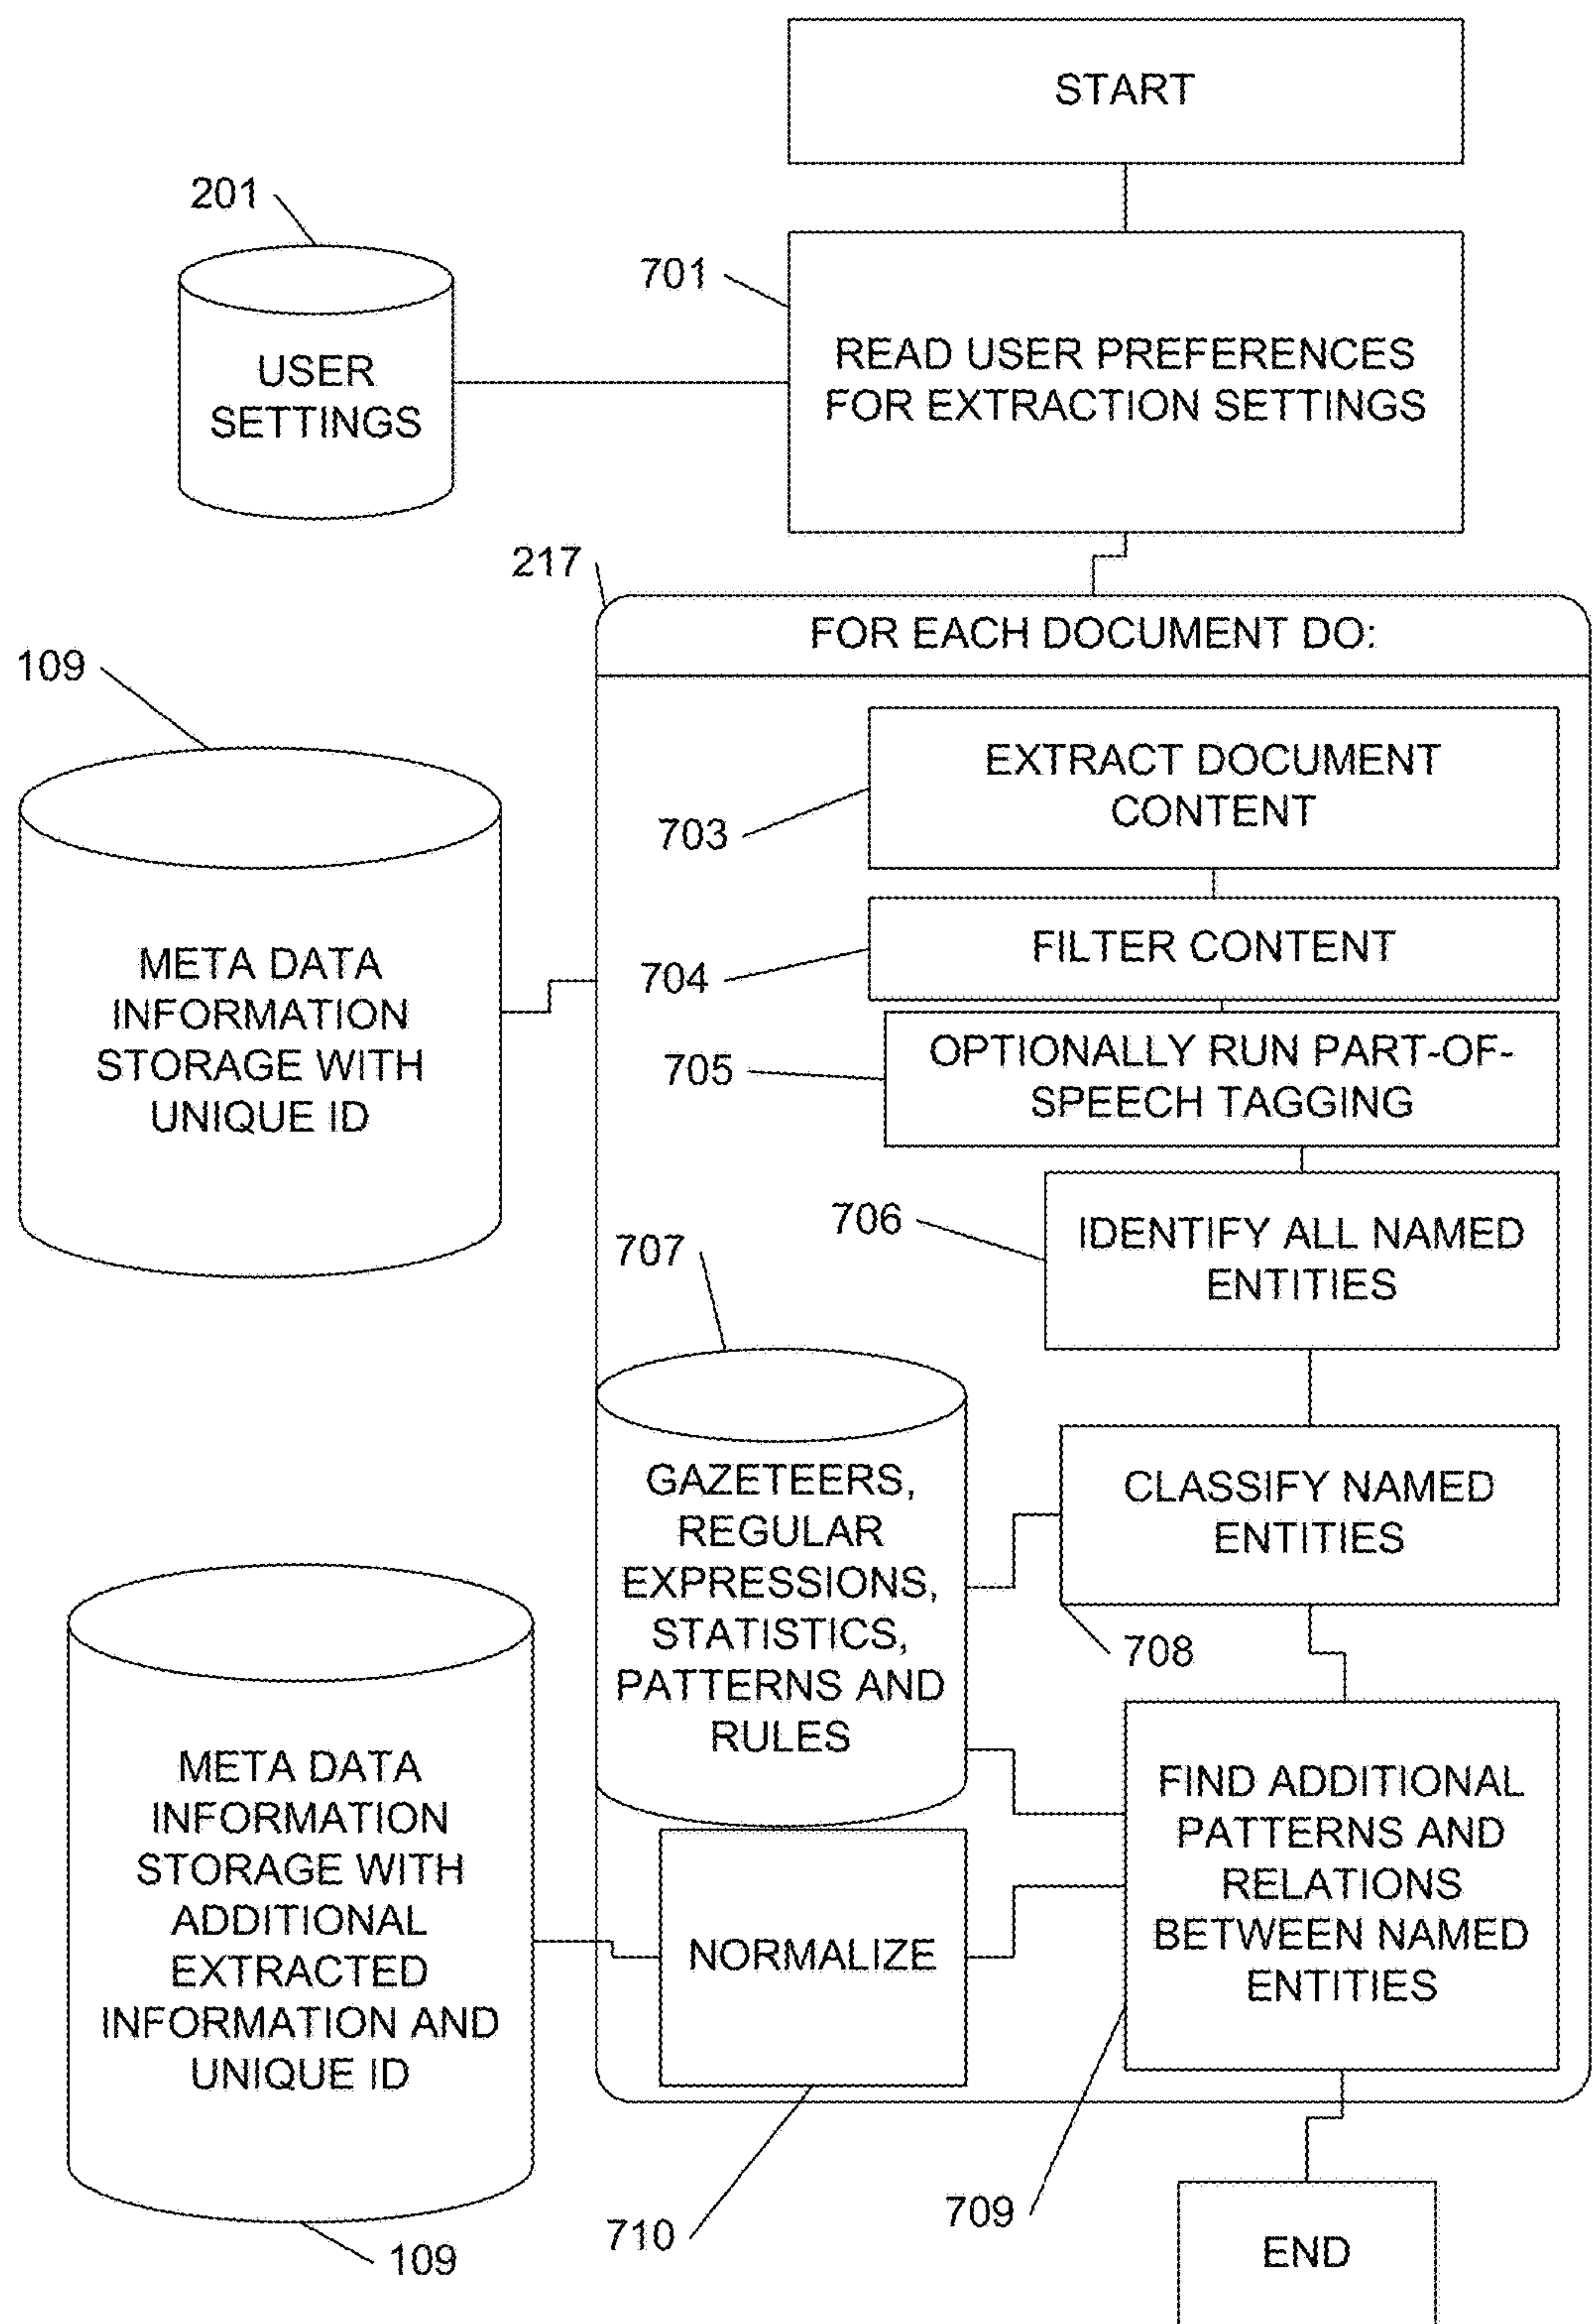 START
201
701
USER
SETTINGS
READ USER PREFERENCES
FOR EXTRACTION SETTINGS
217
FOR EACH DOCUMENT DO:
109
META DATA
INFORMATION
STORAGE WITH
UNIQUE ID
EXTRACT DOCUMENT
CONTENT
703
FILTER CONTENT
704
OPTIONALLY RUN PART-OF-
SPEECH TAGGING
705
IDENTIFY ALL NAMED
ENTITIES
706
707
GAZETEERS,
REGULAR
EXPRESSIONS,
STATISTICS,
PATTERNS AND
RULES
CLASSIFY NAMED
ENTITIES
708
META DATA
INFORMATION
STORAGE WITH
ADDITIONAL
EXTRACTED
INFORMATION AND
UNIQUE ID
NORMALIZE
FIND ADDITIONAL
PATTERNS AND
RELATIONS
BETWEEN NAMED
ENTITIES
109
710
709
END